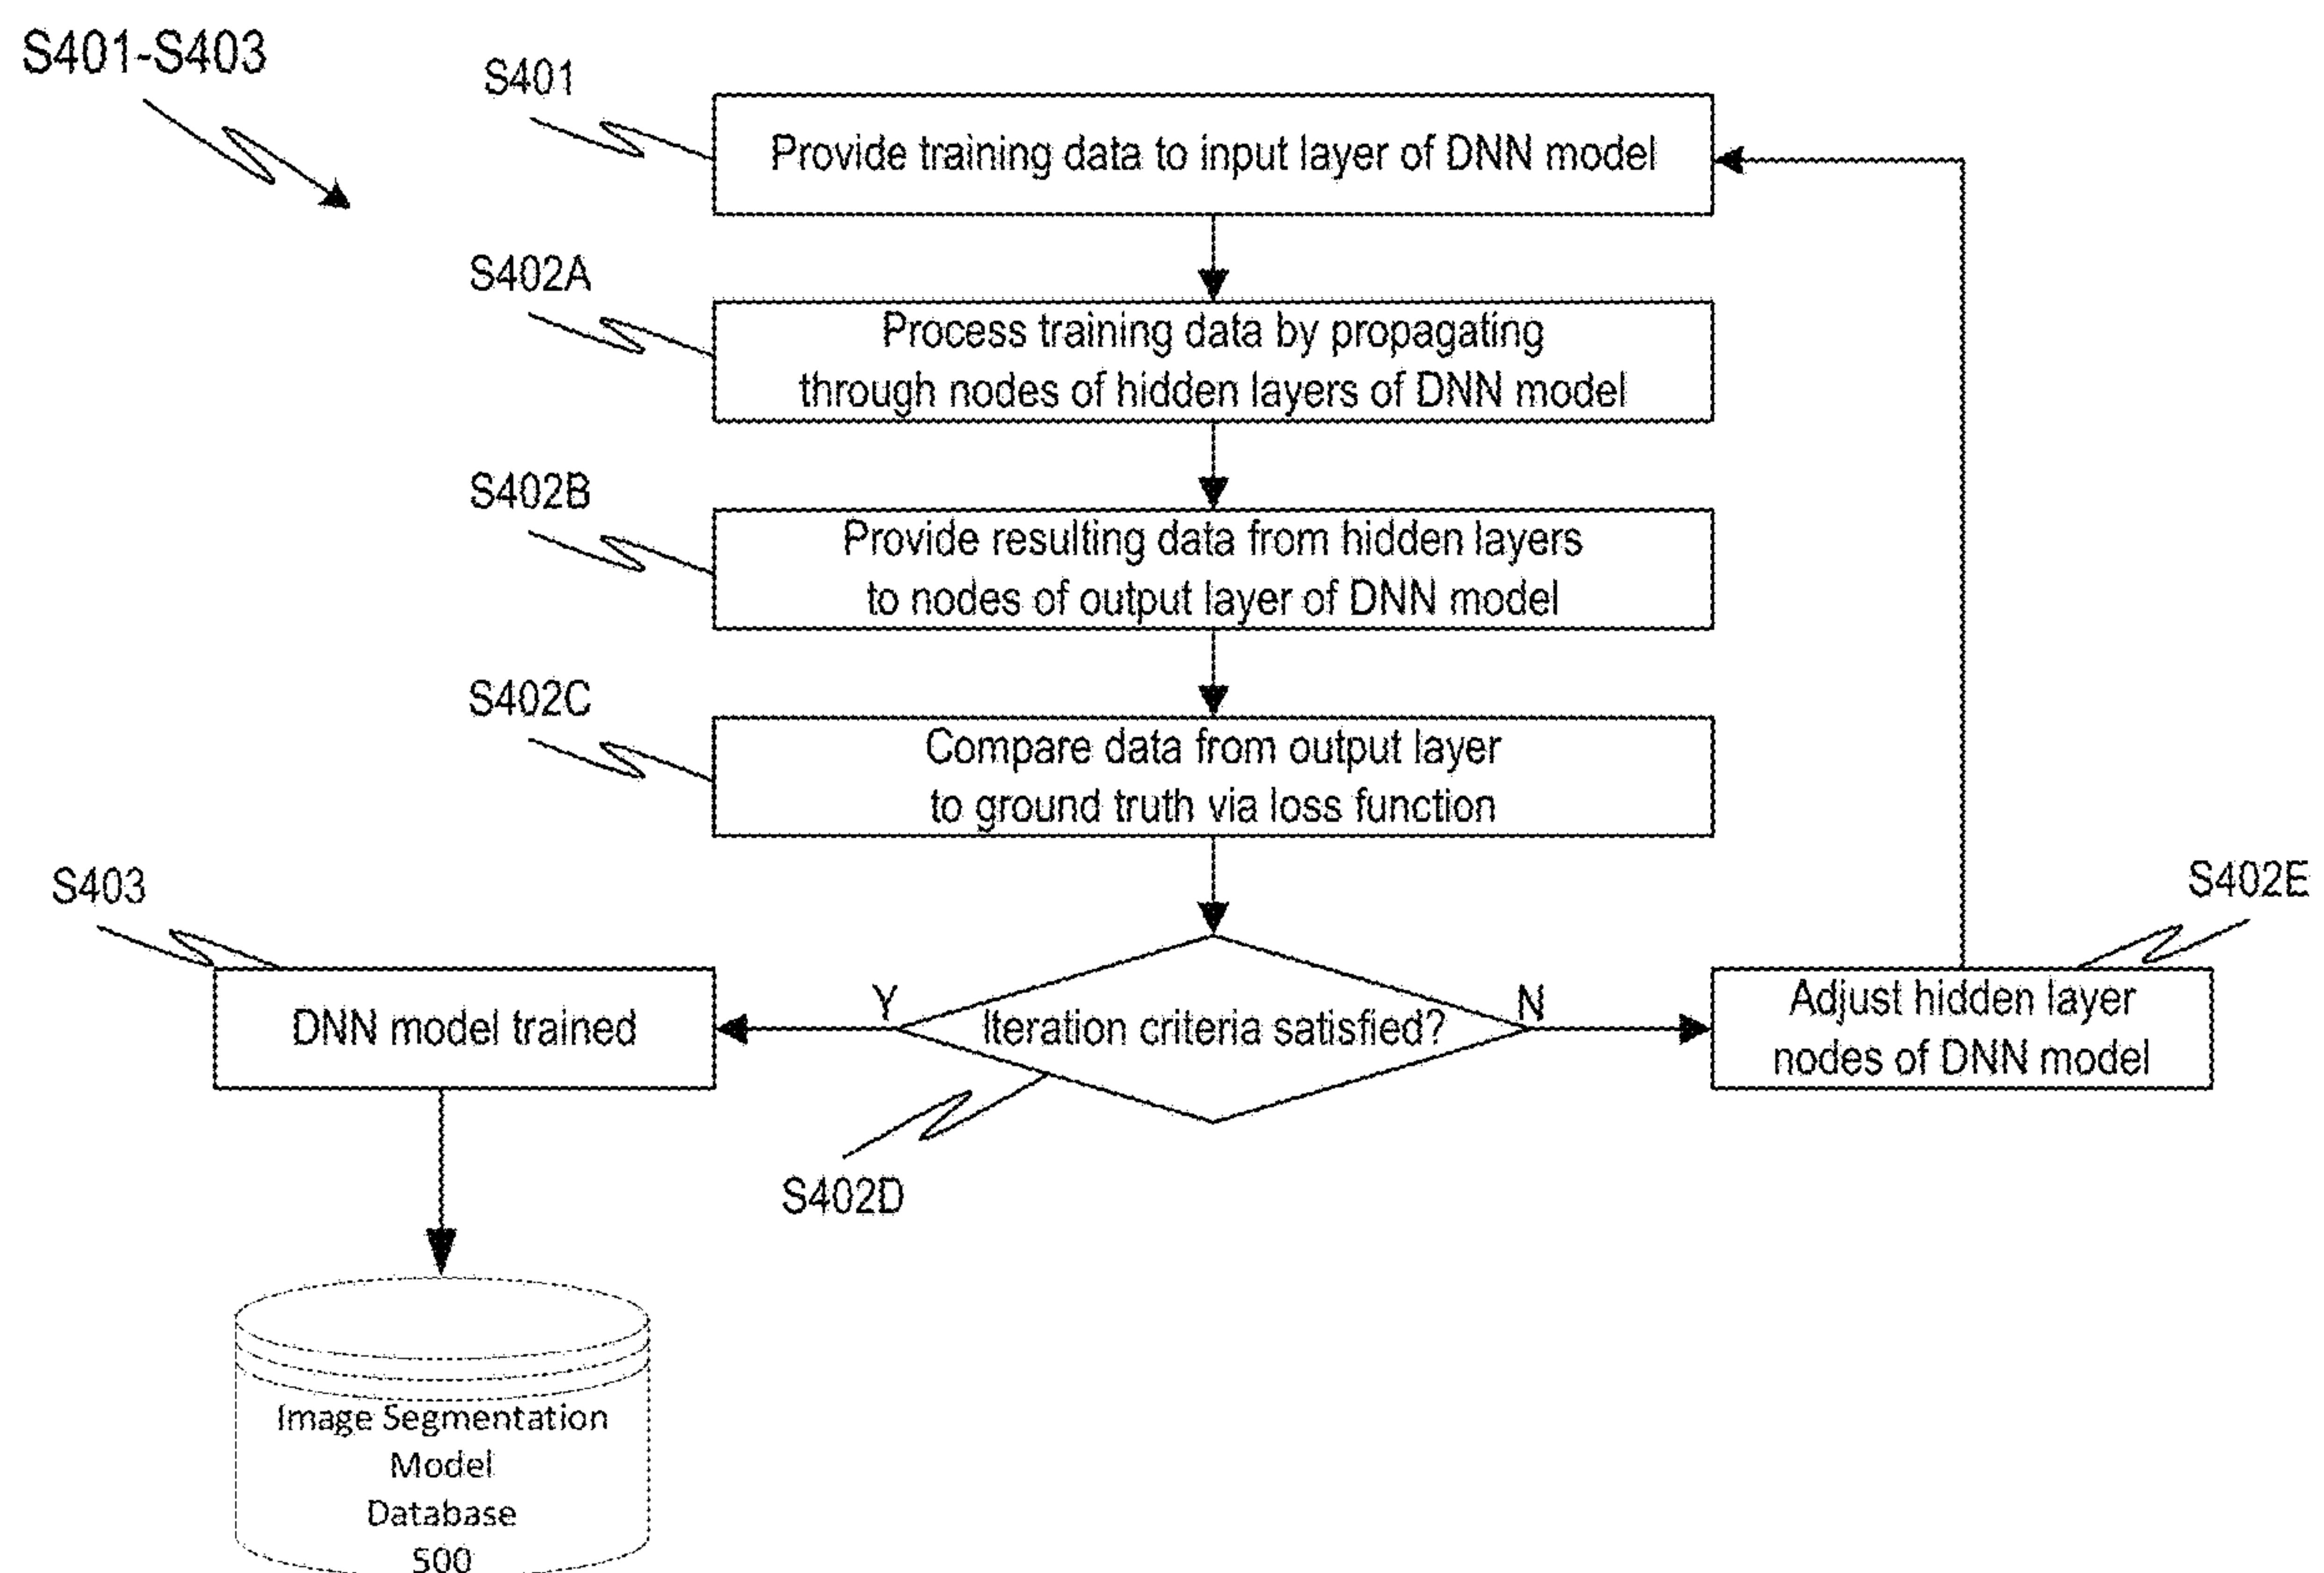 S401-S403
S401
Provide training data to input layer of DNN model
S402A
Process training data by propagating
through nodes of hidden layers of DNN model
S402B
Provide resulting data from hidden layers
to nodes of output layer of DNN model
S402C
Compare data from output layer
to ground truth via loss function
S403
S402E
DNN model trained
Y
Iteration criteria satisfied?
N
Adjust hidden layer
nodes of DNN model
S402D
Image Segmentation
Model
Database
500